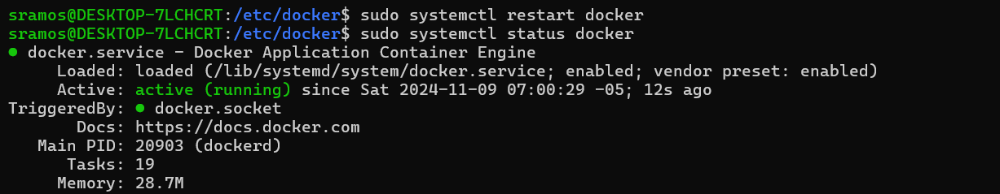 sramos@DESKTOP-7LCHCRT:/etc/docker$ sudo systemctl restart docker
sramos@DESKTOP-7LCHCRT:/etc/docker$ sudo systemctl status docker
● docker.service - Docker Application Container Engine
     Loaded: loaded (/lib/systemd/system/docker.service; enabled; vendor preset: enabled)
     Active: active (running) since Sat 2024-11-09 07:00:29 -05; 12s ago
TriggeredBy: ● docker.socket
       Docs: https://docs.docker.com
   Main PID: 20903 (dockerd)
      Tasks: 19
     Memory: 28.7M